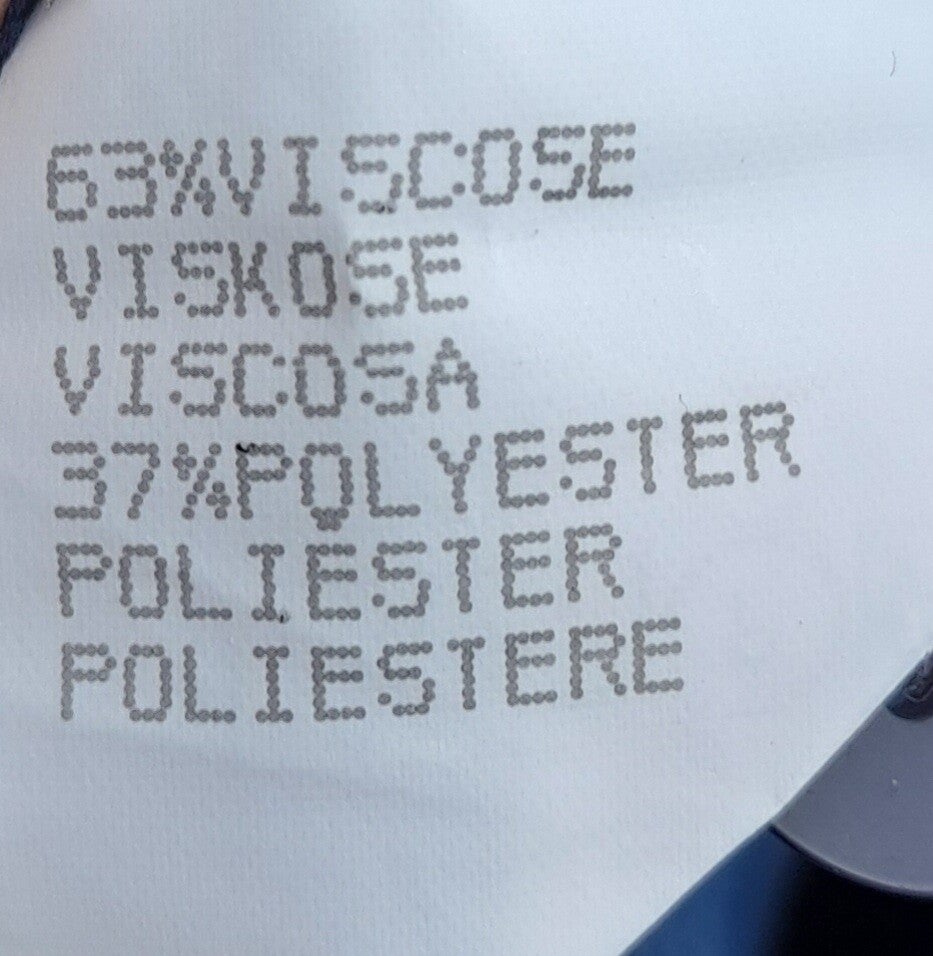 63%VISCOSE
VISKOSE
VISCOSA
37%POLYESTER
POLIESTER
POLIESTERE